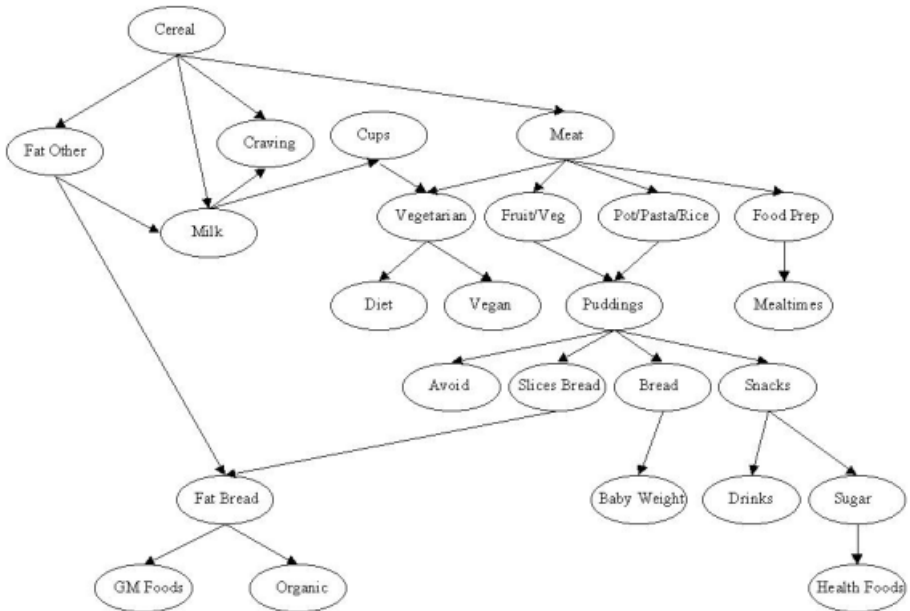 Cereal
Fat Other
Craving
Cups
Meat
Milk
Vegetarian
Fruit/Veg
Pot/Pasta/Rice
Food Prep
Diet
Vegan
Puddings
Mealtimes
Avoid
Slices Bread
Bread
Snacks
Fat Bread
Baby Weight
Drinks
Sugar
GM Foods
Organic
Health Foods